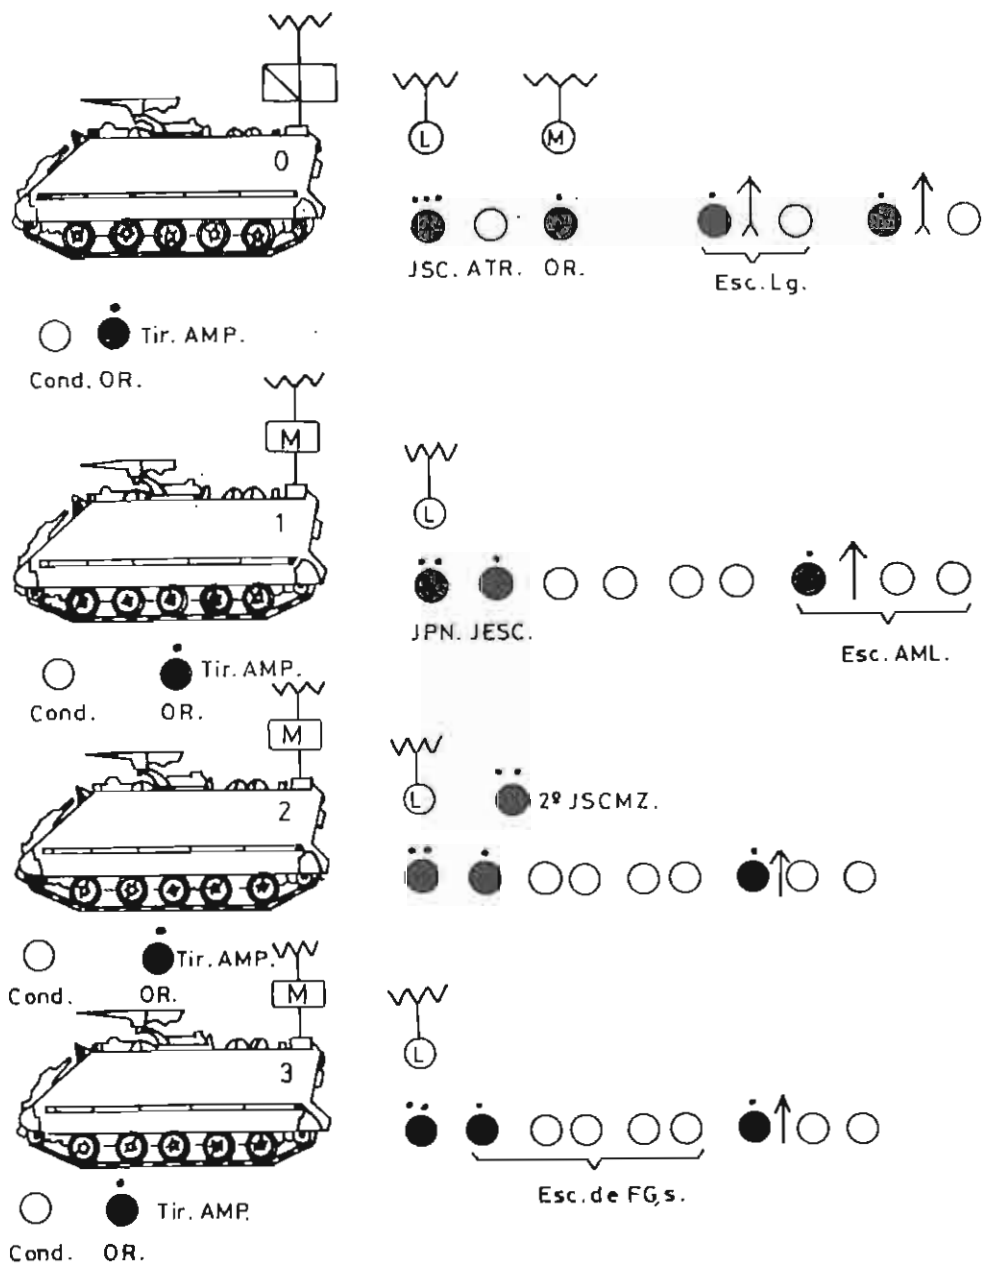 0
L
M
JSC. ATR. OR.
Esc. Lg.
Tir. AMP.
Cond. OR.
M
1
L
JPN. JESC.
Esc. AML.
Tir. AMP.
Cond. OR.
M
2
L
2º JSCMZ.
Tir. AMP.
Cond. OR.
M
3
L
Esc. de FG,s.
Tir. AMP.
Cond. OR.